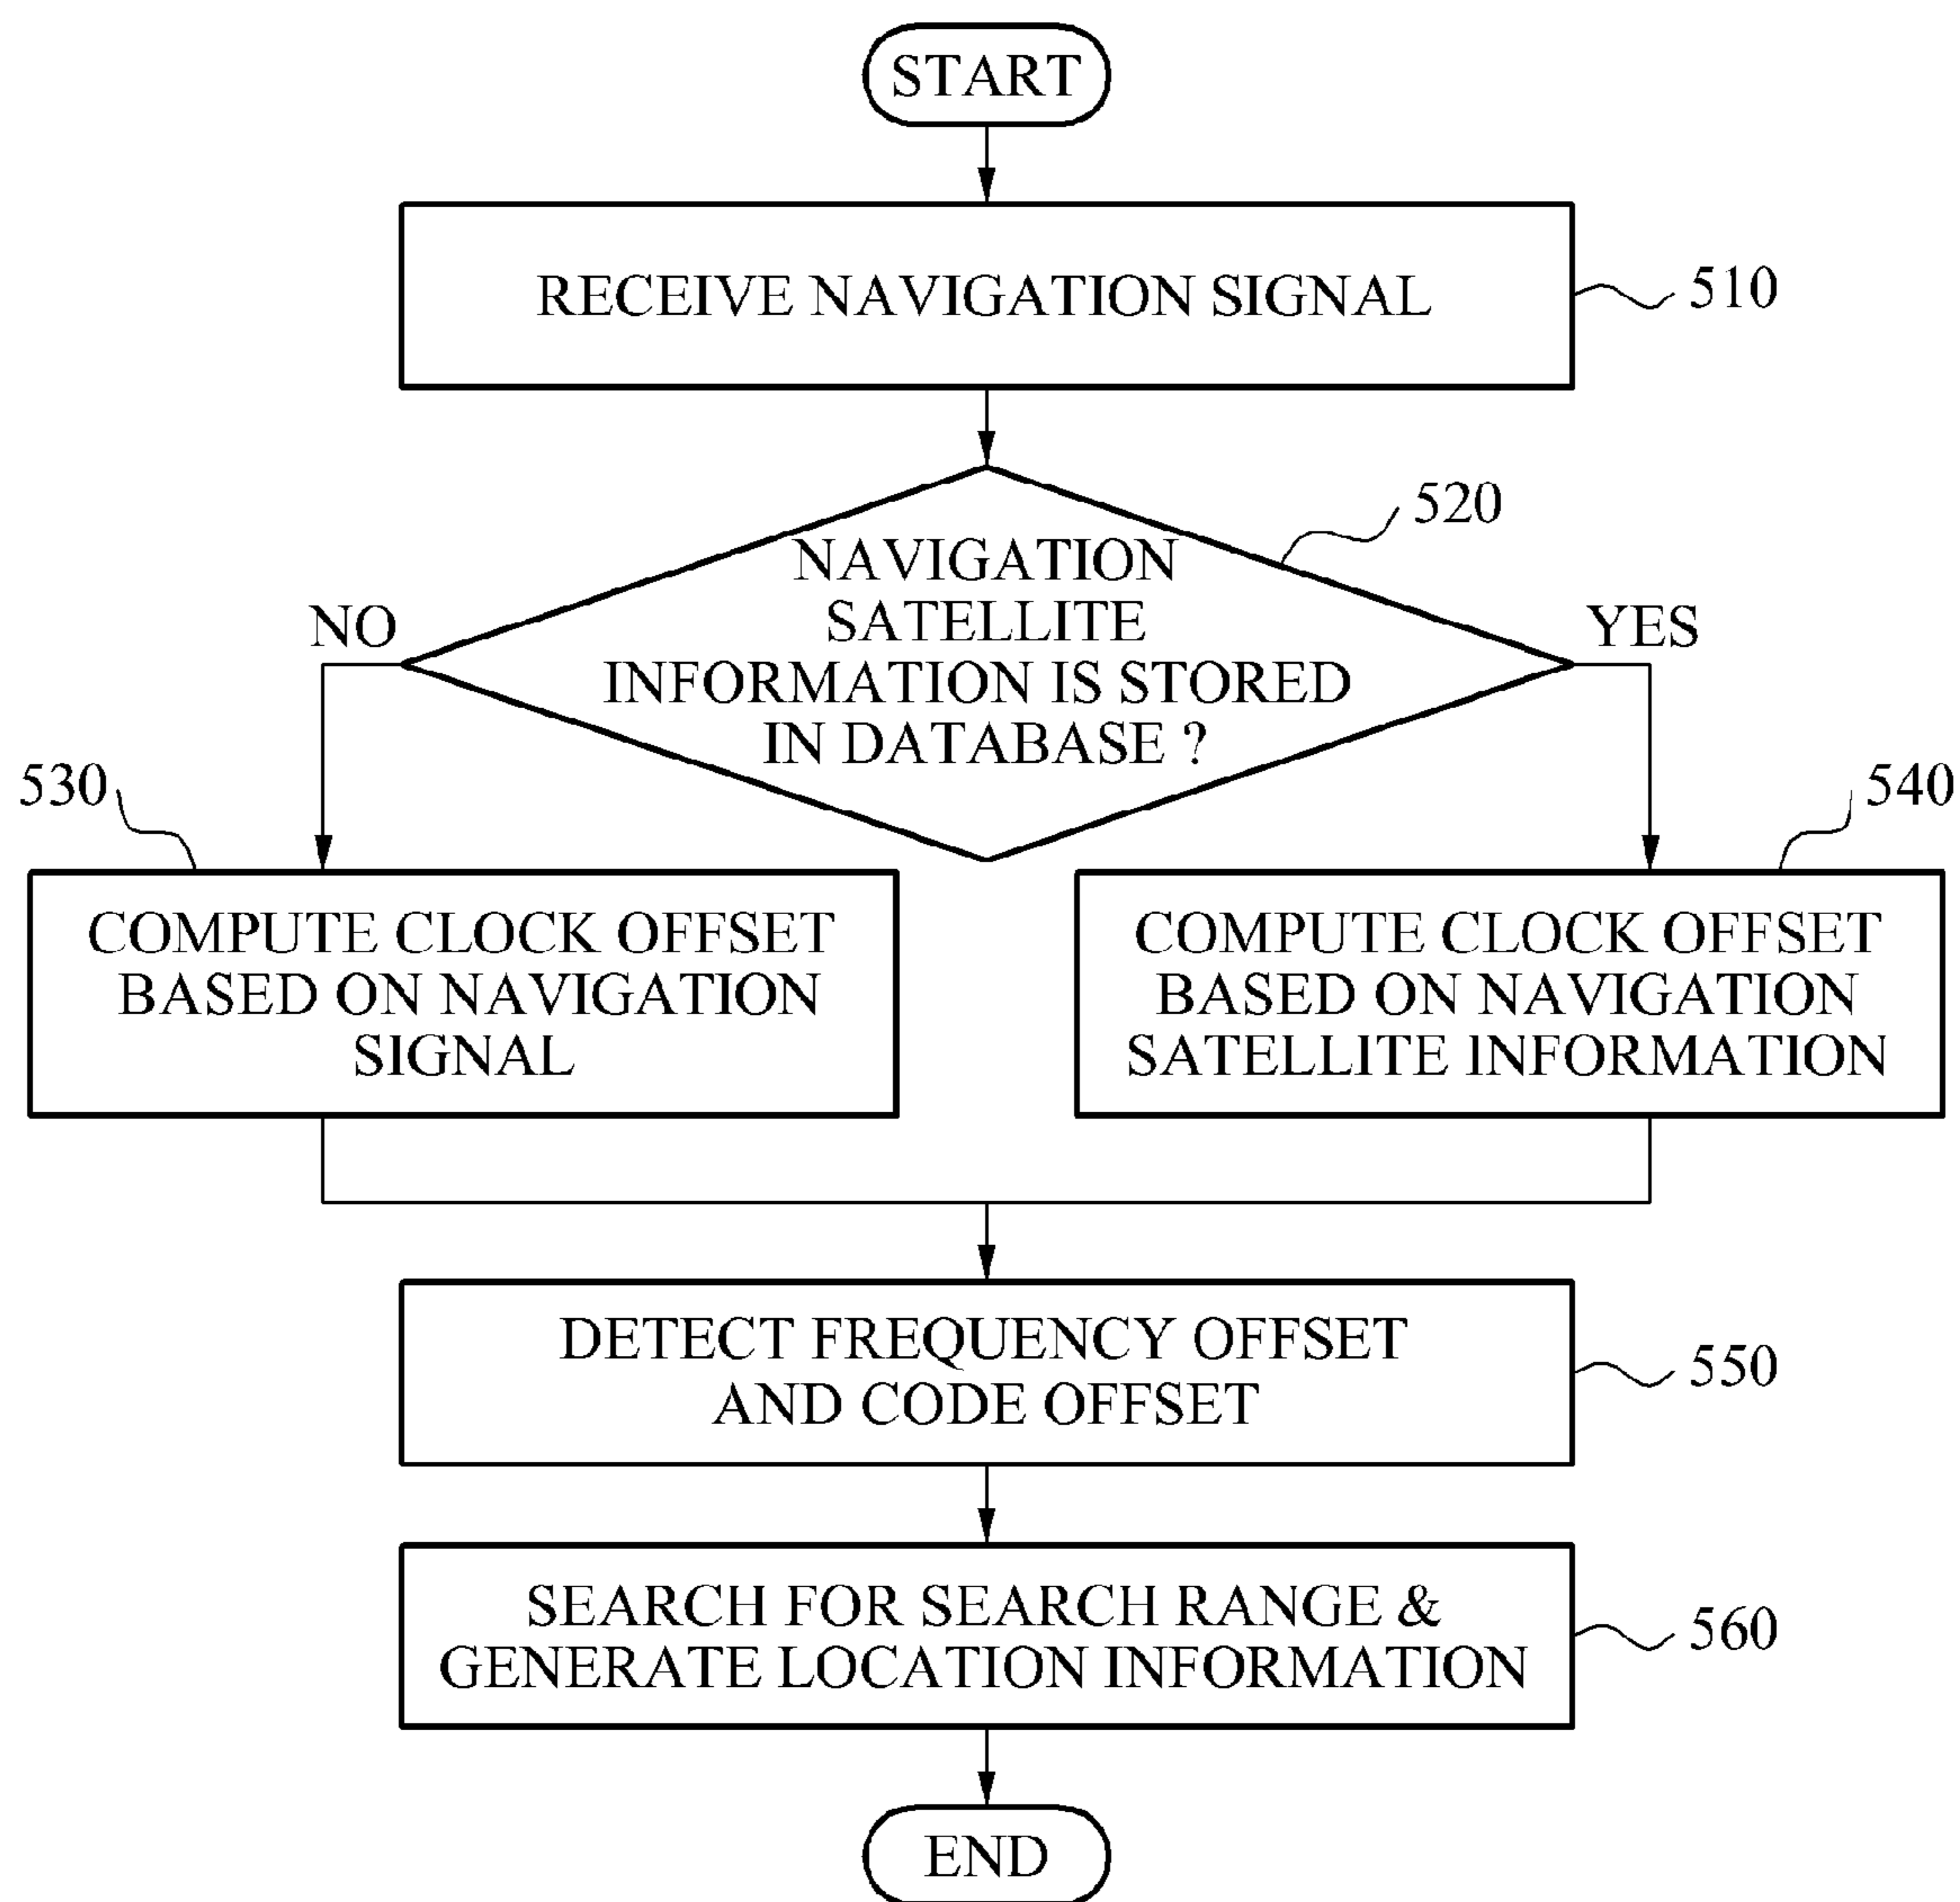 START
RECEIVE NAVIGATION SIGNAL
510
520
NAVIGATION
SATELLITE
INFORMATION IS STORED
IN DATABASE ?
NO
YES
530
540
COMPUTE CLOCK OFFSET
BASED ON NAVIGATION
SIGNAL
COMPUTE CLOCK OFFSET
BASED ON NAVIGATION
SATELLITE INFORMATION
DETECT FREQUENCY OFFSET
AND CODE OFFSET
550
SEARCH FOR SEARCH RANGE &
GENERATE LOCATION INFORMATION
560
END